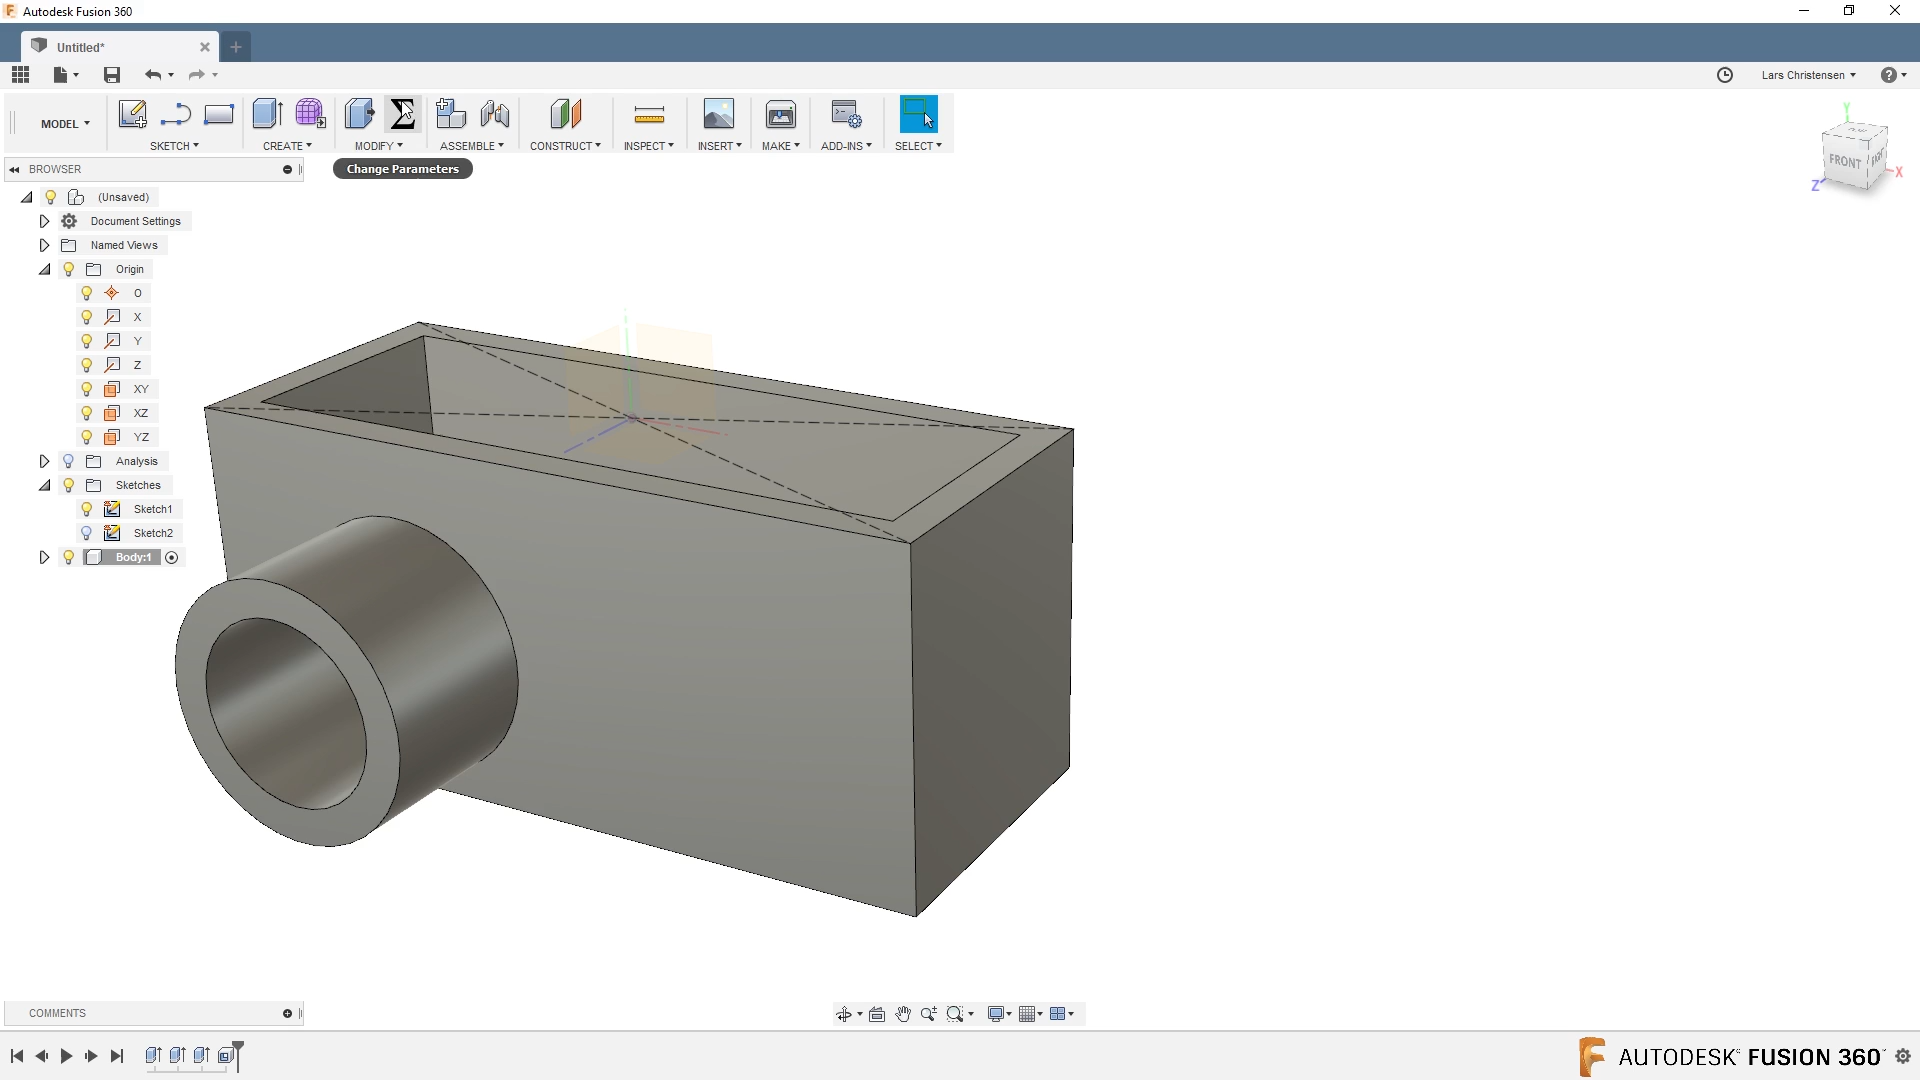 Autodesk Fusion 360
Untitled*
Lars Christensen
MODEL
SKETCH
CREATE
MODIFY
ASSEMBLE
CONSTRUCT
INSPECT
INSERT
MAKE
ADD-INS
SELECT
BROWSER
Change Parameters
(Unsaved)
Document Settings
Named Views
Origin
O
X
Y
Z
XY
XZ
YZ
Analysis
Sketches
Sketch1
Sketch2
Body:1
Y
FRONT
X
Z
COMMENTS
AUTODESK FUSION 360